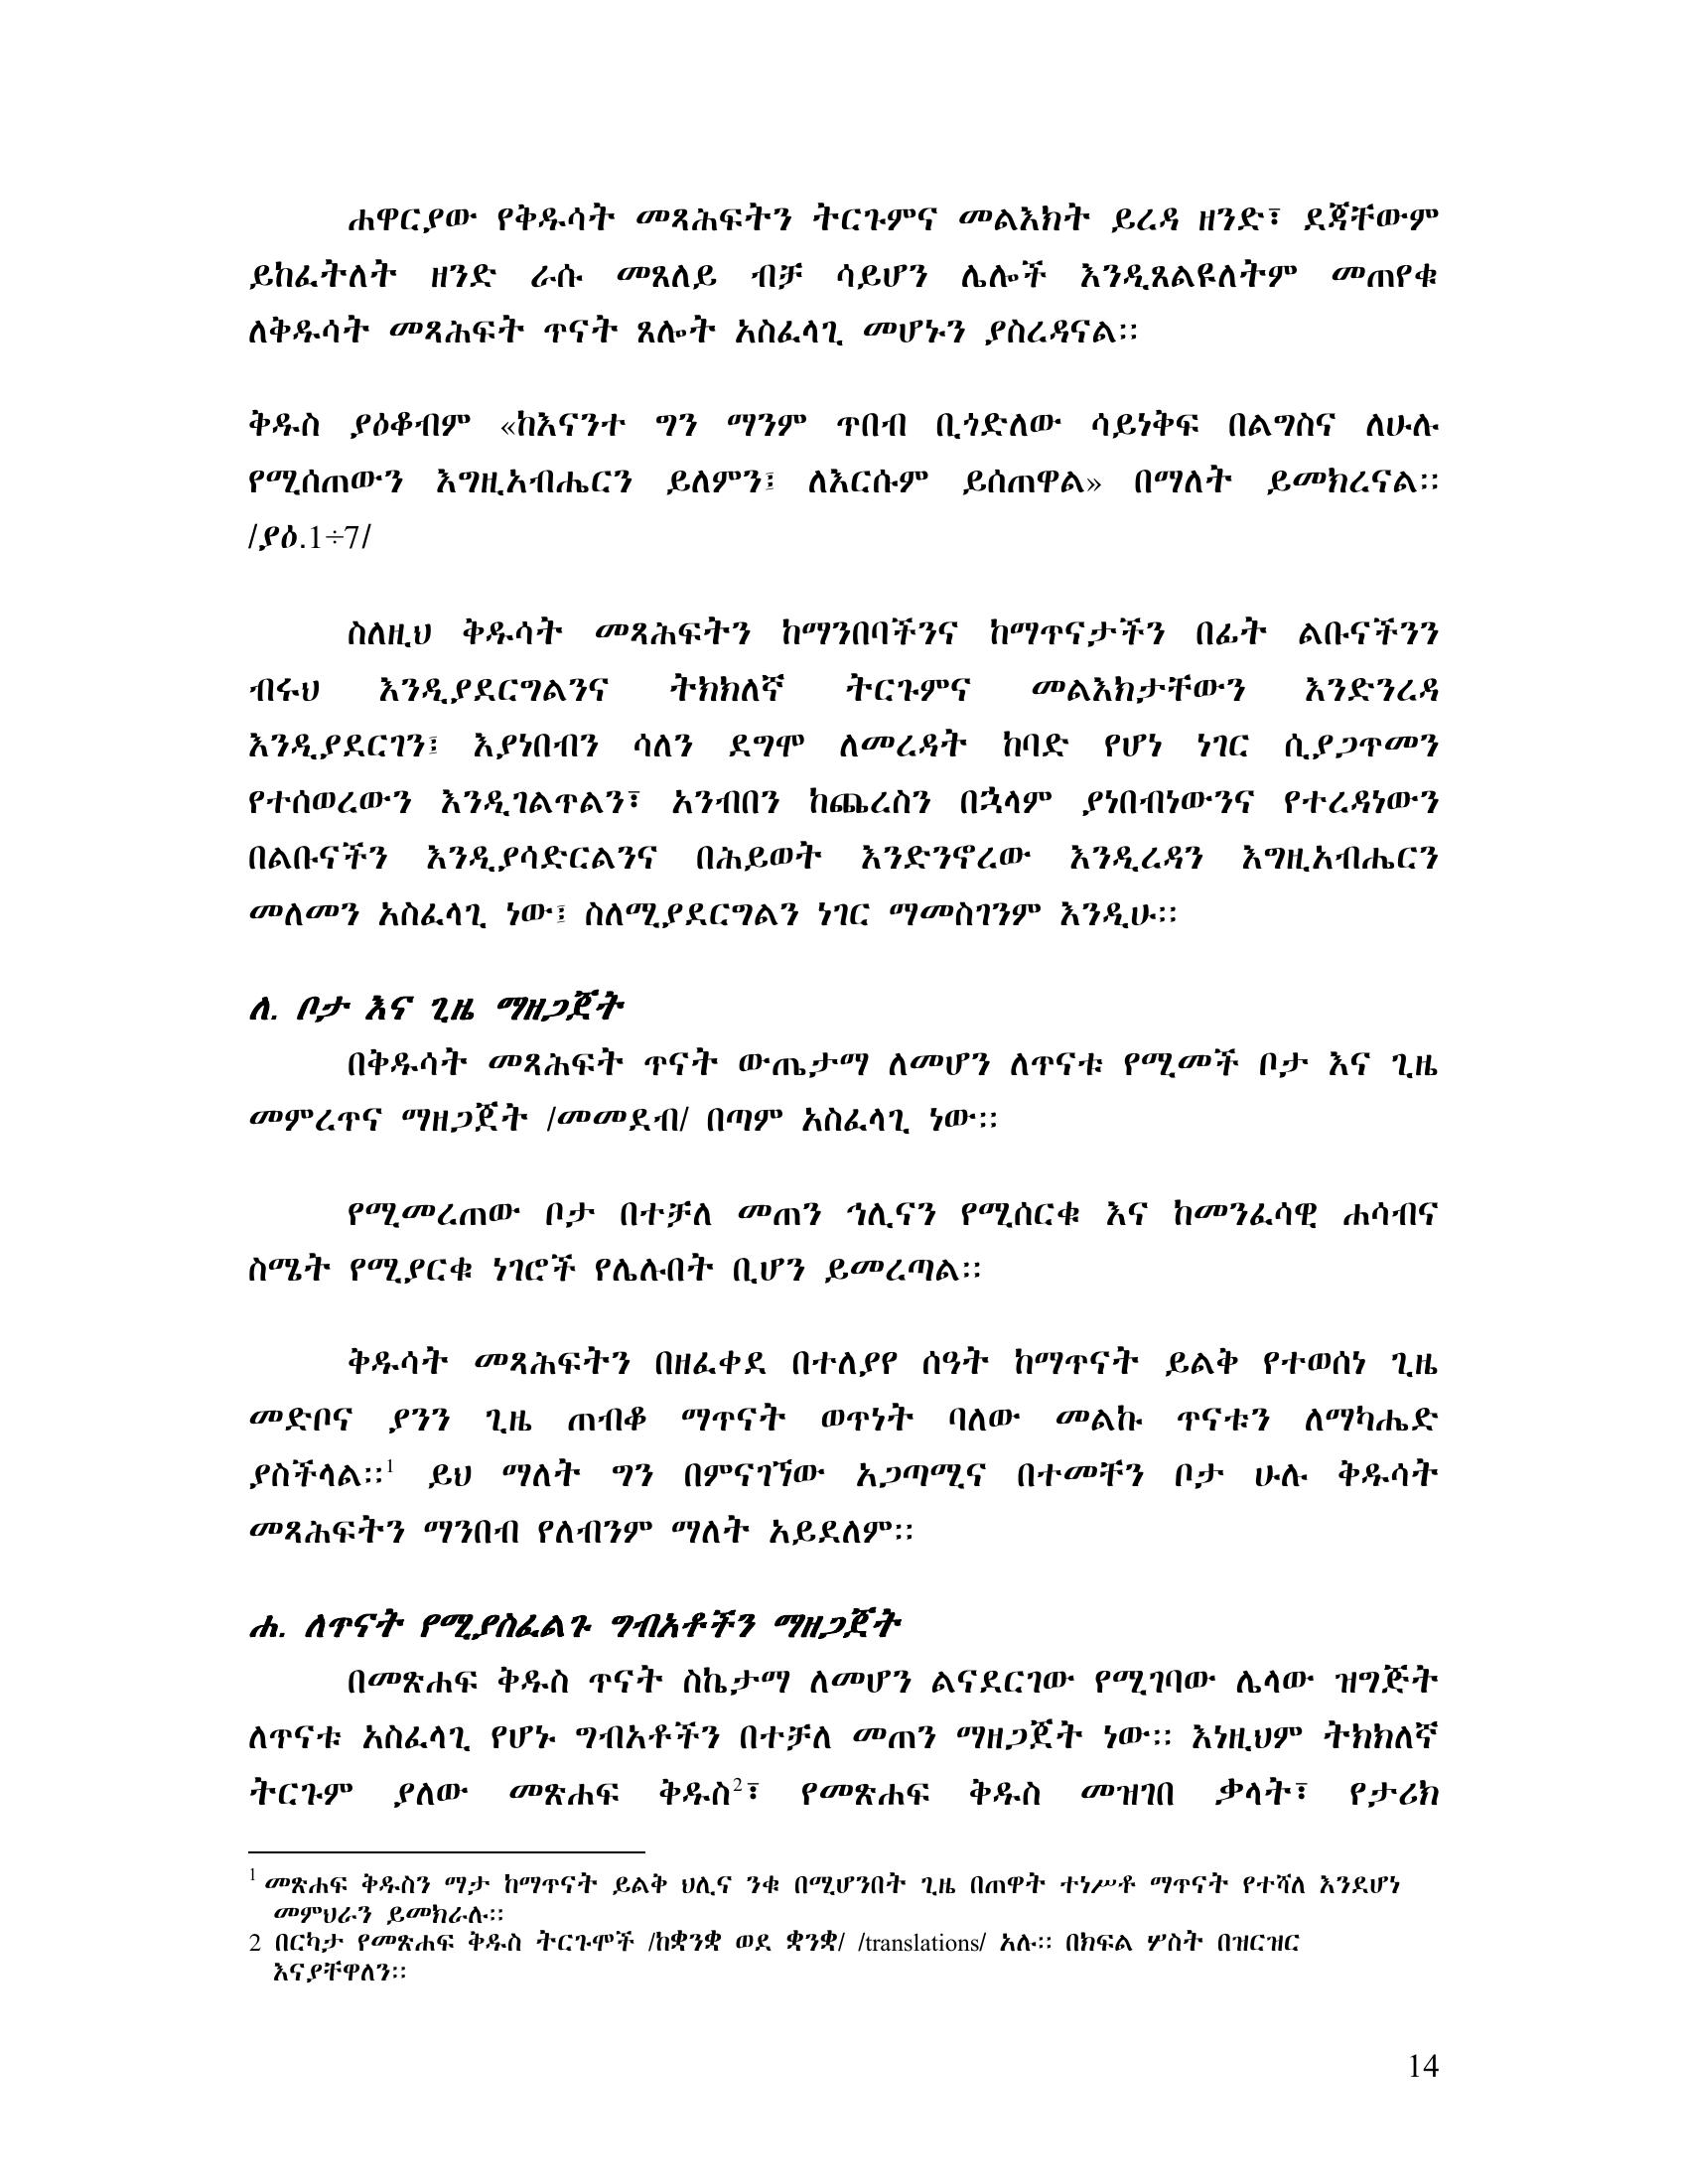 ሐዋርያው የቅዱሳት መጻሕፍትን ትርጉምና መልእክት ይረዳ ዘንድ፣ ደጃቸውም
ይከፈትለት ዘንድ ራሱ መጸለይ ብቻ ሳይሆን ሌሎች እንዲጸልዩለትም መጠየቁ
ለቅዱሳት መጻሕፍት ጥናት ጸሎት አስፈላጊ መሆኑን ያስረዳናል።
ቅዱስ ያዕቆብም «ከእናንተ ግን ማንም ጥበብ ቢጎድለው ሳይነቅፍ በልግስና ለሁሉ
የሚሰጠውን እግዚአብሔርን ይለምን፤ ለእርሱም ይሰጠዋል» በማለት ይመክረናል።
/ያዕ.1÷7/
ስለዚህ ቅዱሳት መጻሕፍትን ከማንበባችንና ከማጥናታችን በፊት ልቡናችንን
ብሩህ እንዲያደርግልንና ትክክለኛ ትርጉምና መልእክታቸውን እንድንረዳ
እንዲያደርገን፤ እያነበብን ሳለን ደግሞ ለመረዳት ከባድ የሆነ ነገር ሲያጋጥመን
የተሰወረውን እንዲገልጥልን፣ አንብበን ከጨረስን በኋላም ያነበብነውንና የተረዳነውን
በልቡናችን እንዲያሳድርልንና በሕይወት እንድንኖረው እንዲረዳን እግዚአብሔርን
መለመን አስፈላጊ ነው፤ ስለሚያደርግልን ነገር ማመስገንም እንዲሁ።
ለ. ቦታ እና ጊዜ ማዘጋጀት
በቅዱሳት መጻሕፍት ጥናት ውጤታማ ለመሆን ለጥናቱ የሚመች ቦታ እና ጊዜ
መምረጥና ማዘጋጀት /መመደብ/ በጣም አስፈላጊ ነው።
የሚመረጠው ቦታ በተቻለ መጠን ኅሊናን የሚሰርቁ እና ከመንፈሳዊ ሐሳብና
ስሜት የሚያርቁ ነገሮች የሌሉበት ቢሆን ይመረጣል።
ቅዱሳት መጻሕፍትን በዘፈቀደ በተለያየ ሰዓት ከማጥናት ይልቅ የተወሰነ ጊዜ
መድቦና ያንን ጊዜ ጠብቆ ማጥናት ወጥነት ባለው መልኩ ጥናቱን ለማካሔድ
ያስችላል።¹ ይህ ማለት ግን በምናገኘው አጋጣሚና በተመቸን ቦታ ሁሉ ቅዱሳት
መጻሕፍትን ማንበብ የለብንም ማለት አይደለም።
ሐ. ለጥናት የሚያስፈልጉ ግብአቶችን ማዘጋጀት
በመጽሐፍ ቅዱስ ጥናት ስኬታማ ለመሆን ልናደርገው የሚገባው ሌላው ዝግጅት
ለጥናቱ አስፈላጊ የሆኑ ግብአቶችን በተቻለ መጠን ማዘጋጀት ነው። እነዚህም ትክክለኛ
ትርጉም ያለው መጽሐፍ ቅዱስ²፣ የመጽሐፍ ቅዱስ መዝገበ ቃላት፣ የታሪክ
¹ መጽሐፍ ቅዱስን ማታ ከማጥናት ይልቅ ህሊና ንቁ በሚሆንበት ጊዜ በጠዋት ተነሥቶ ማጥናት የተሻለ እንደሆነ
መምህራን ይመክራሉ።
2 በርካታ የመጽሐፍ ቅዱስ ትርጉሞች /ከቋንቋ ወደ ቋንቋ/ /translations/ አሉ። በክፍል ሦስት በዝርዝር
እናያቸዋለን።
14